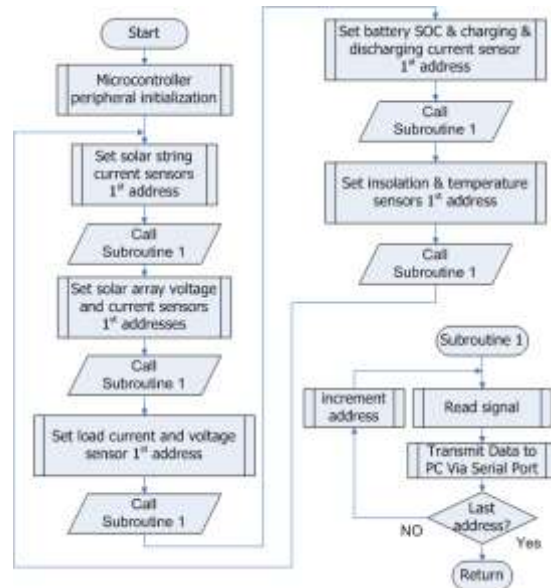 Start
Microcontroller
peripheral initialization
Set solar string
current sensors
1st address
Call
Subroutine 1
Set solar array voltage
and current sensors
1st addresses
Call
Subroutine 1
Set load current and voltage
sensor 1st address
Call
Subroutine 1
Set battery SOC & charging &
discharging current sensor
1st address
Call
Subroutine 1
Set insolation & temperature
sensors 1st address
Call
Subroutine 1
Subroutine 1
increment
address
Read signal
Transmit Data to
PC Via Serial Port
Last
address?
NO
Yes
Return